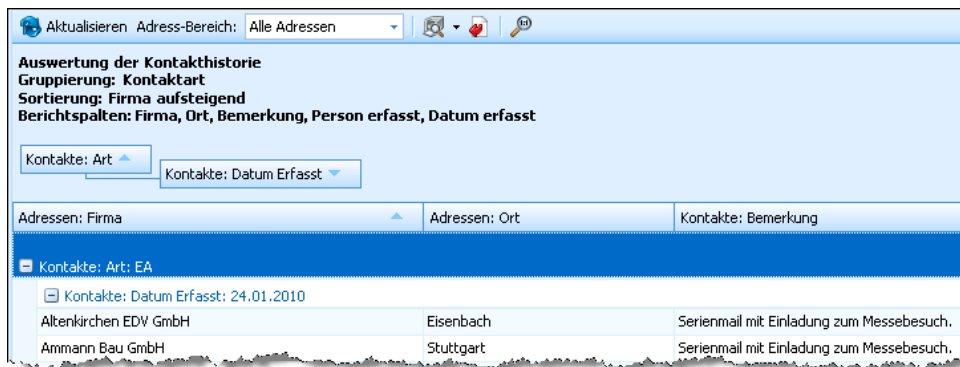 Aktualisieren Adress-Bereich: Alle Adressen
Auswertung der Kontakthistorie
Gruppierung: Kontaktart
Sortierung: Firma aufsteigend
Berichtspalten: Firma, Ort, Bemerkung, Person erfasst, Datum erfasst
Kontakte: Art
Kontakte: Datum Erfasst
Adressen: Firma Adressen: Ort Kontakte: Bemerkung
Kontakte: Art: EA
Kontakte: Datum Erfasst: 24.01.2010
Altenkirchen EDV GmbH Eisenbach Serienmail mit Einladung zum Messebesuch.
Ammann Bau GmbH Stuttgart Serienmail mit Einladung zum Messebesuch.